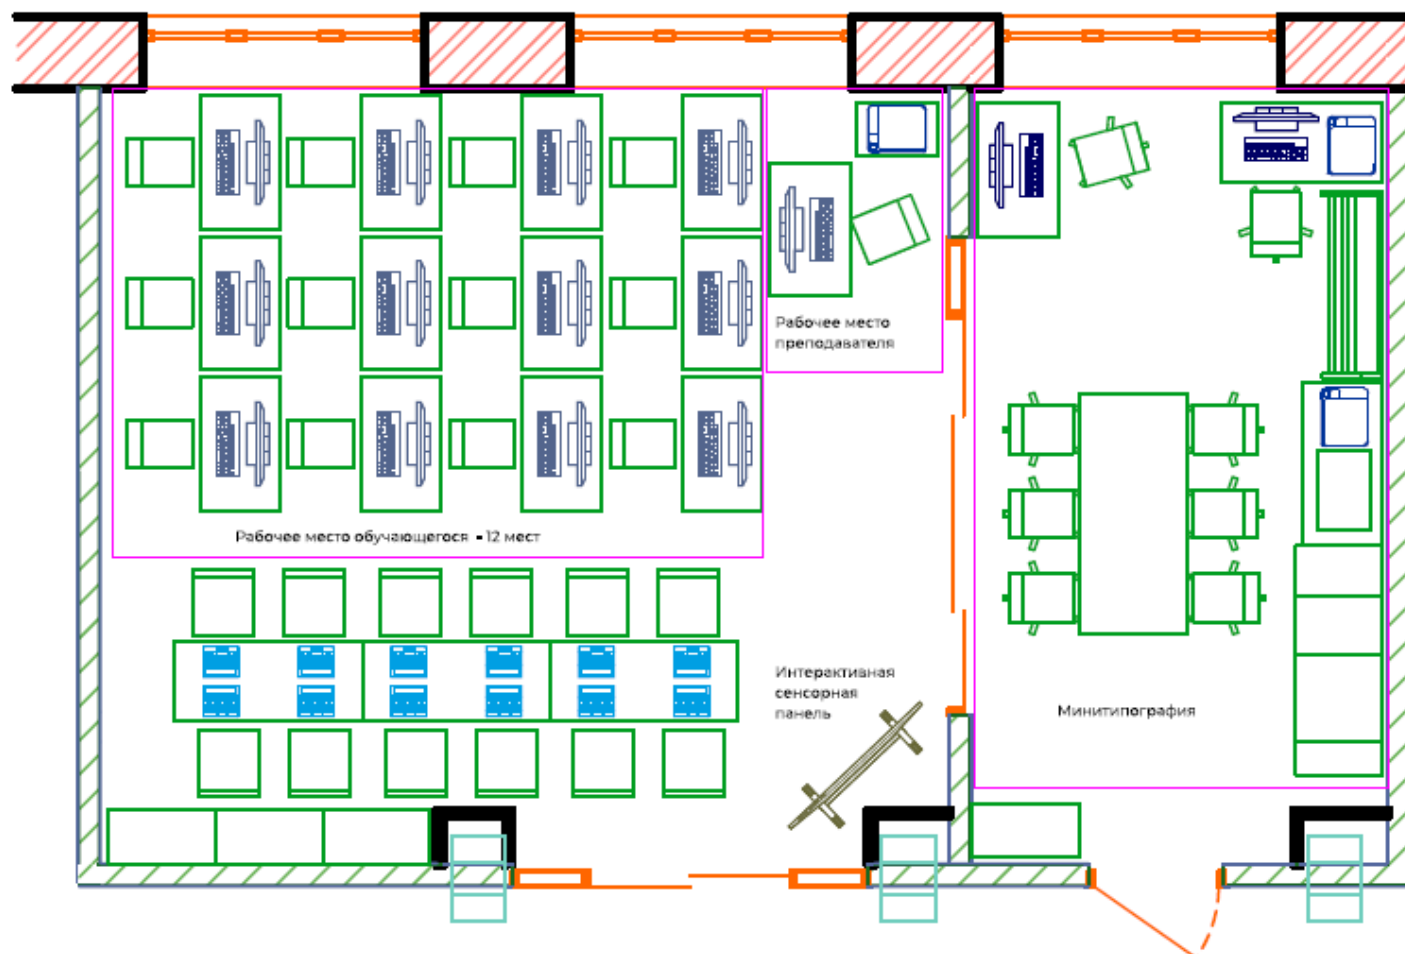 Рабочее место
преподавателя
Рабочее место обучающегося - 12 мест
Интерактивная
сенсорная
панель
Минитипография